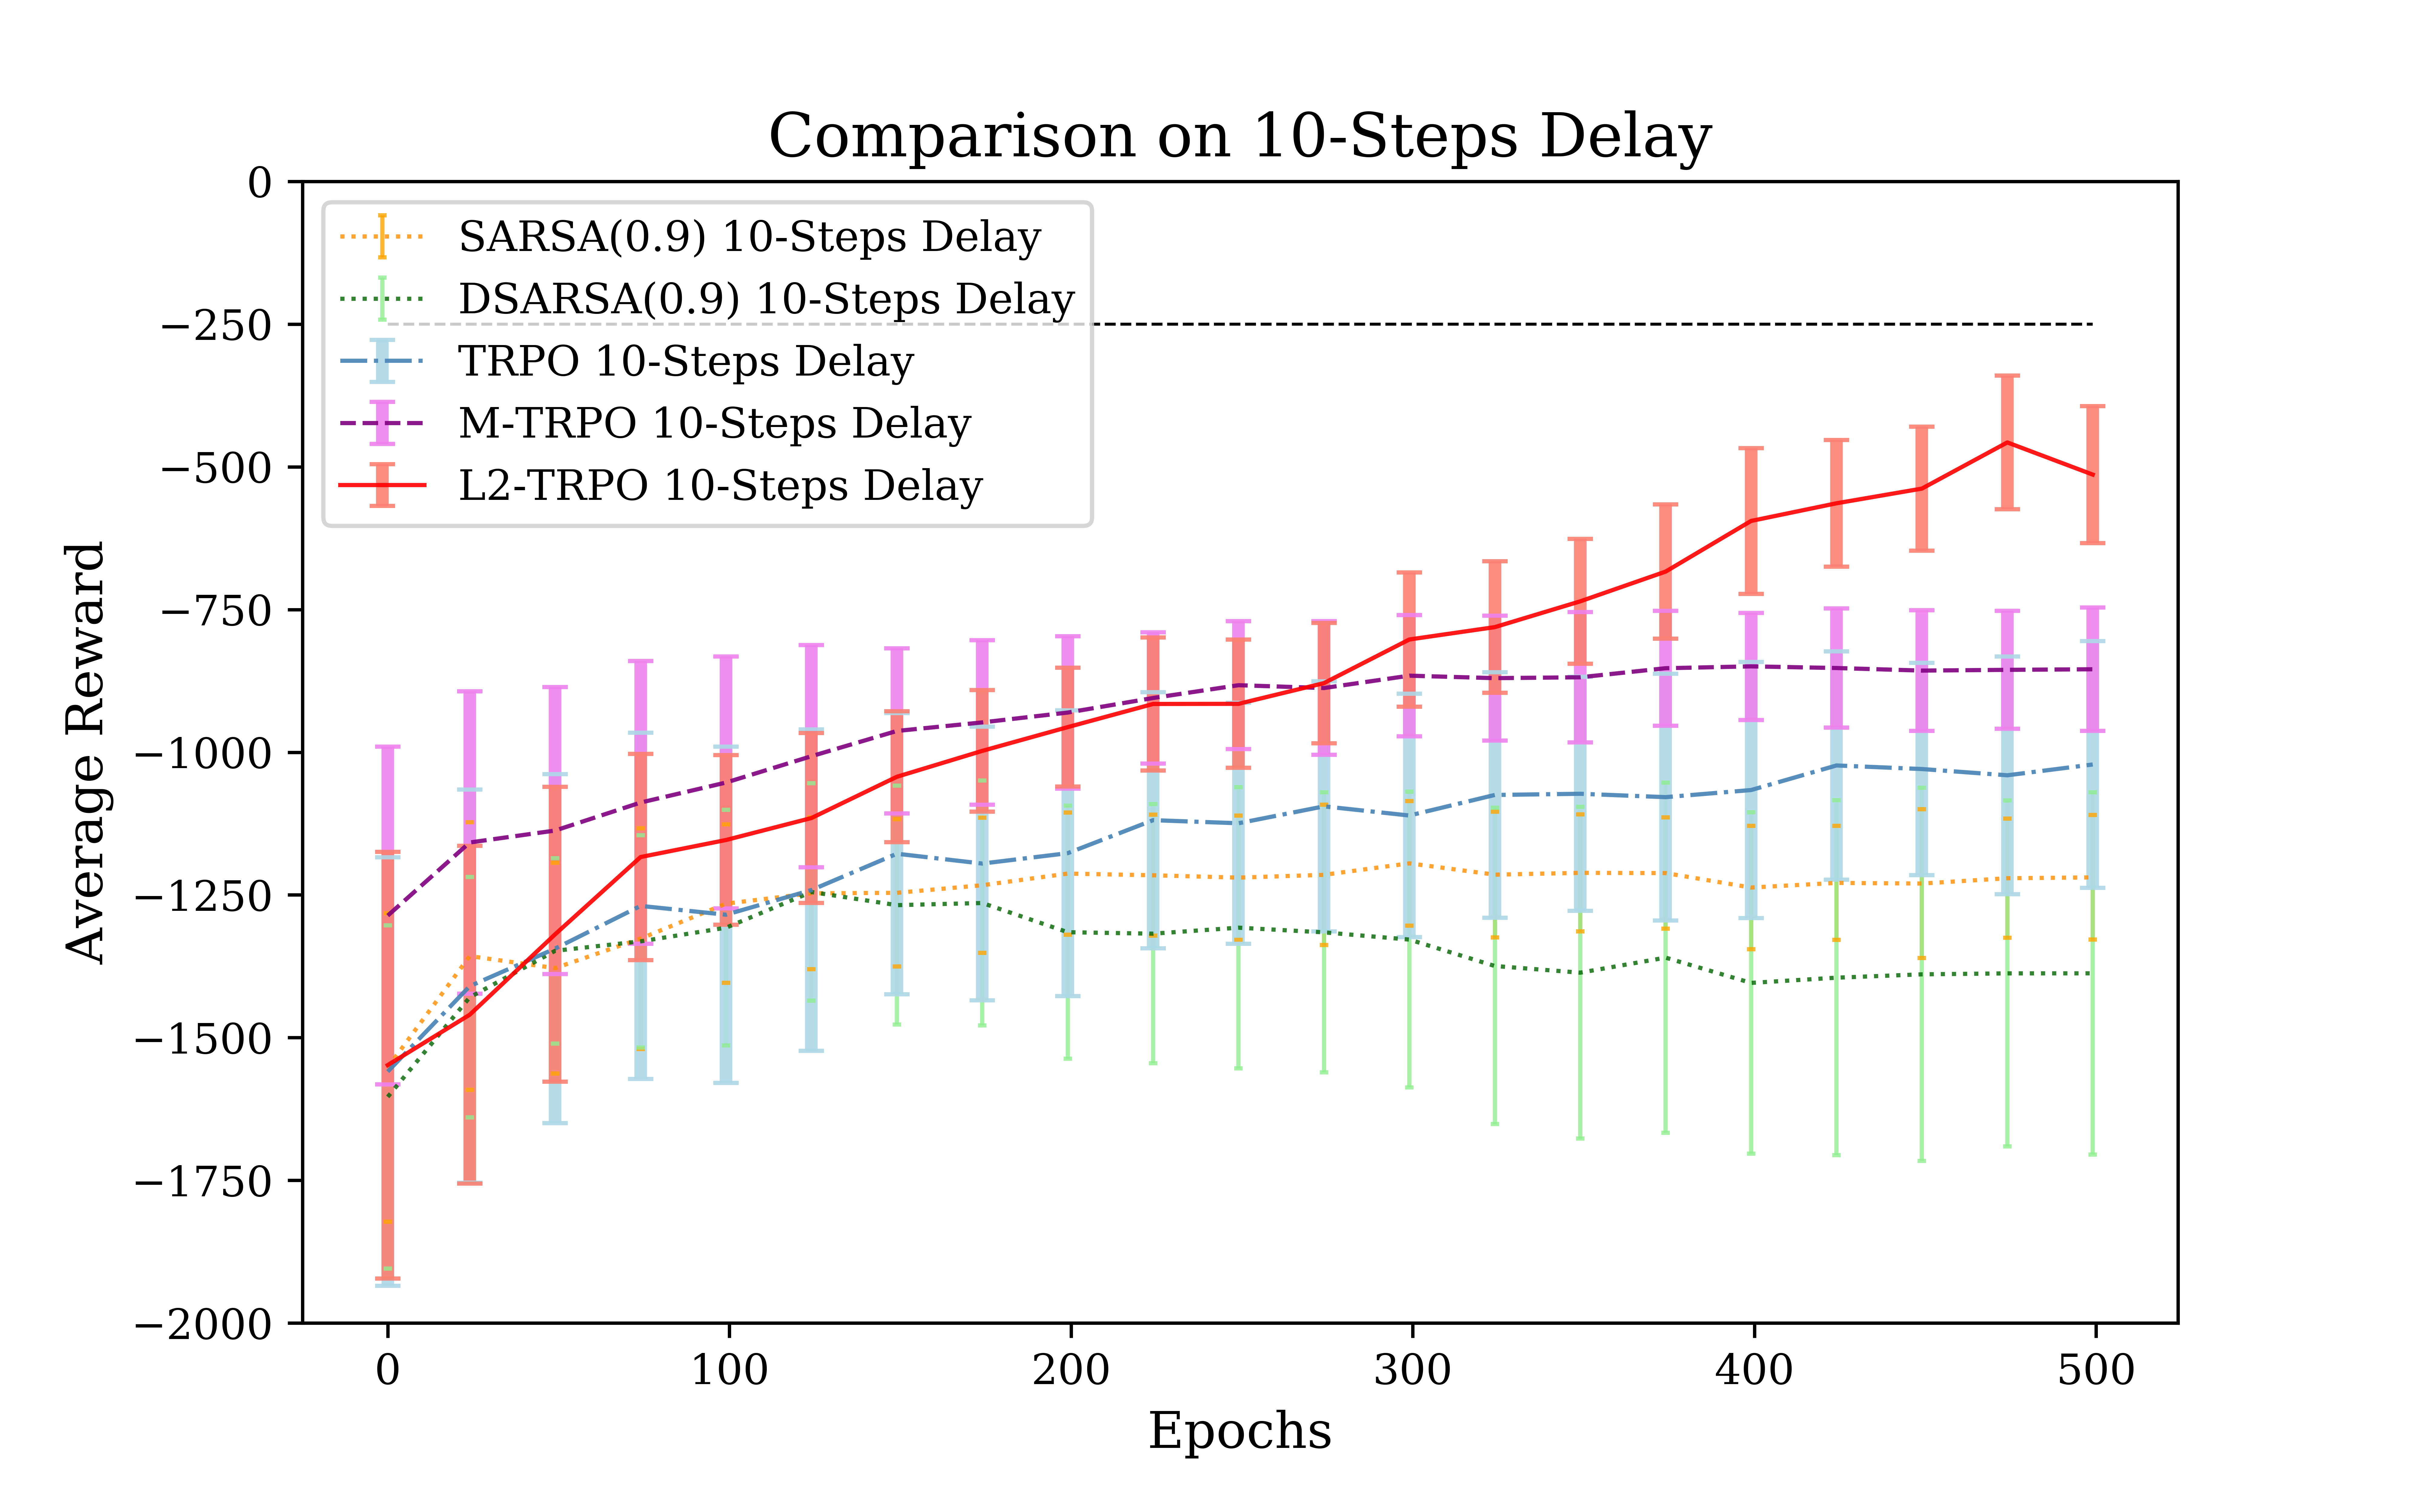 Comparison on 10-Steps Delay
0
−250
−500
−750
−1000
−1250
−1500
−1750
−2000
Average Reward
SARSA(0.9) 10-Steps Delay
DSARSA(0.9) 10-Steps Delay
TRPO 10-Steps Delay
M-TRPO 10-Steps Delay
L2-TRPO 10-Steps Delay
0 100 200 300 400 500
Epochs